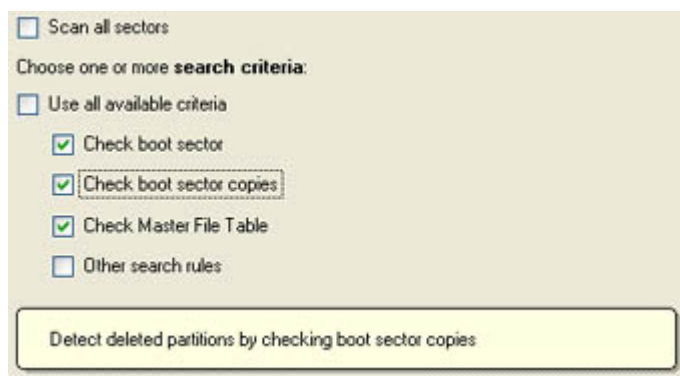 Scan all sectors
Choose one or more search criteria:
Use all available criteria
Check boot sector
Check boot sector copies
Check Master File Table
Other search rules
Detect deleted partitions by checking boot sector copies